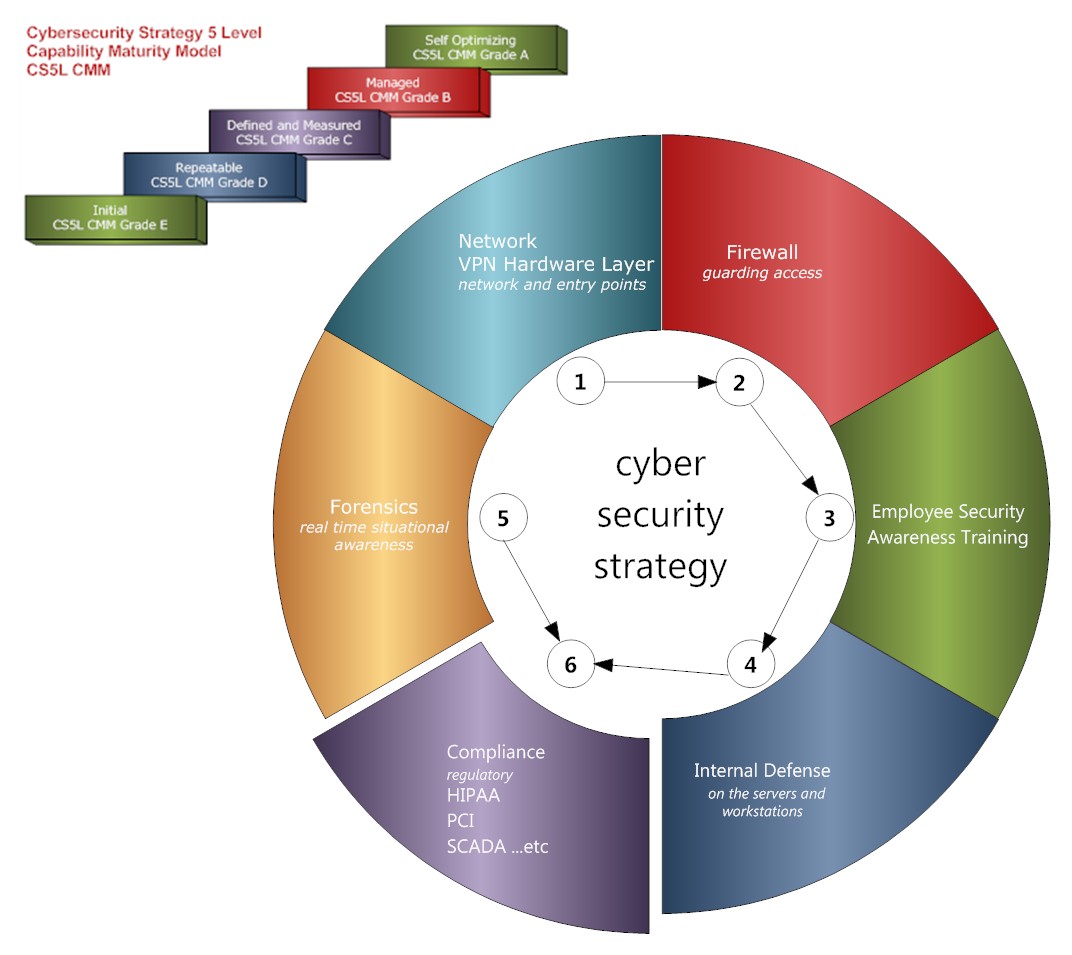 Cybersecurity Strategy 5 Level
Capability Maturity Model
CS5L CMM
Self Optimizing
CS5L CMM Grade A
Managed
CS5L CMM Grade B
Defined and Measured
CS5L CMM Grade C
Repeatable
CS5L CMM Grade D
Initial
CS5L CMM Grade E
Network
VPN Hardware Layer
network and entry points
Firewall
guarding access
1
2
cyber
security
strategy
Forensics
real time situational
awareness
5
3
Employee Security
Awareness Training
6
4
Compliance
regulatory
HIPAA
PCI
SCADA ...etc
Internal Defense
on the servers and
workstations